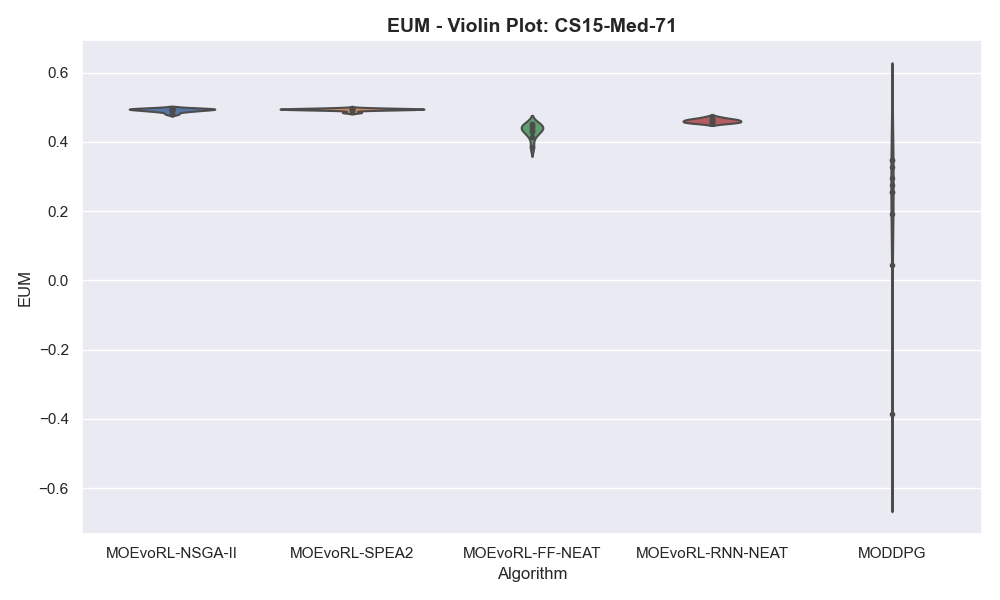 EUM - Violin Plot: CS15-Med-71
EUM
0.6
0.4
0.2
0.0
−0.2
−0.4
−0.6
MOEvoRL-NSGA-II MOEvoRL-SPEA2 MOEvoRL-FF-NEAT MOEvoRL-RNN-NEAT MODDPG
Algorithm